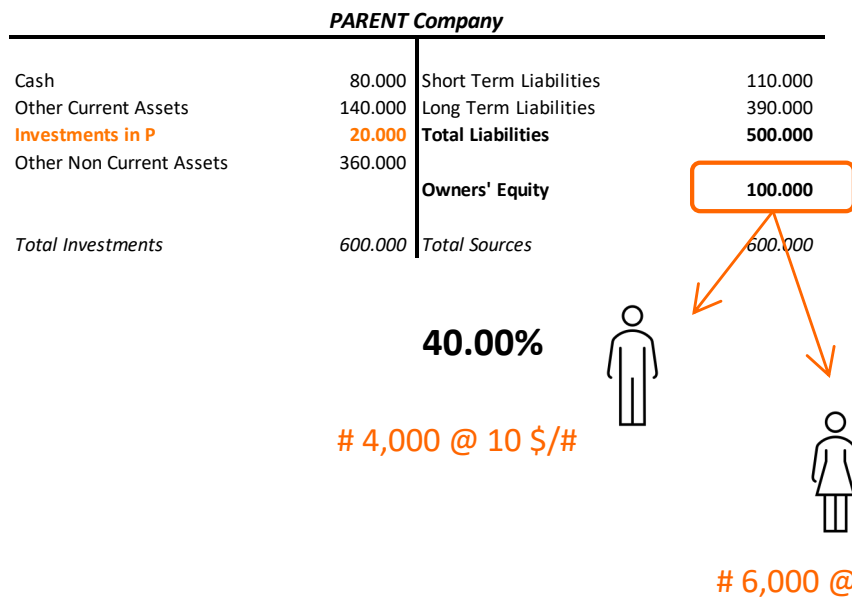 PARENT Company
Cash 80.000 Short Term Liabilities 110.000
Other Current Assets 140.000 Long Term Liabilities 390.000
Investments in P 20.000 Total Liabilities 500.000
Other Non Current Assets 360.000
Owners' Equity 100.000
Total Investments 600.000 Total Sources 600.000
40.00%
# 4,000 @ 10 $/#
# 6,000 @